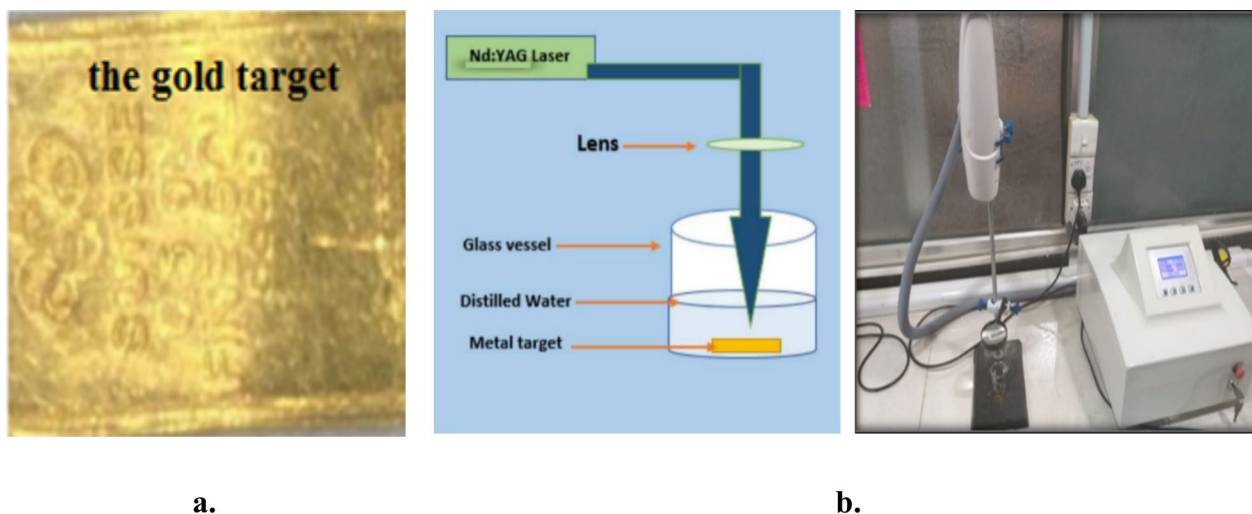 the gold target
Nd:YAG Laser
Lens
Glass vessel
Distilled Water
Metal target
a.
b.